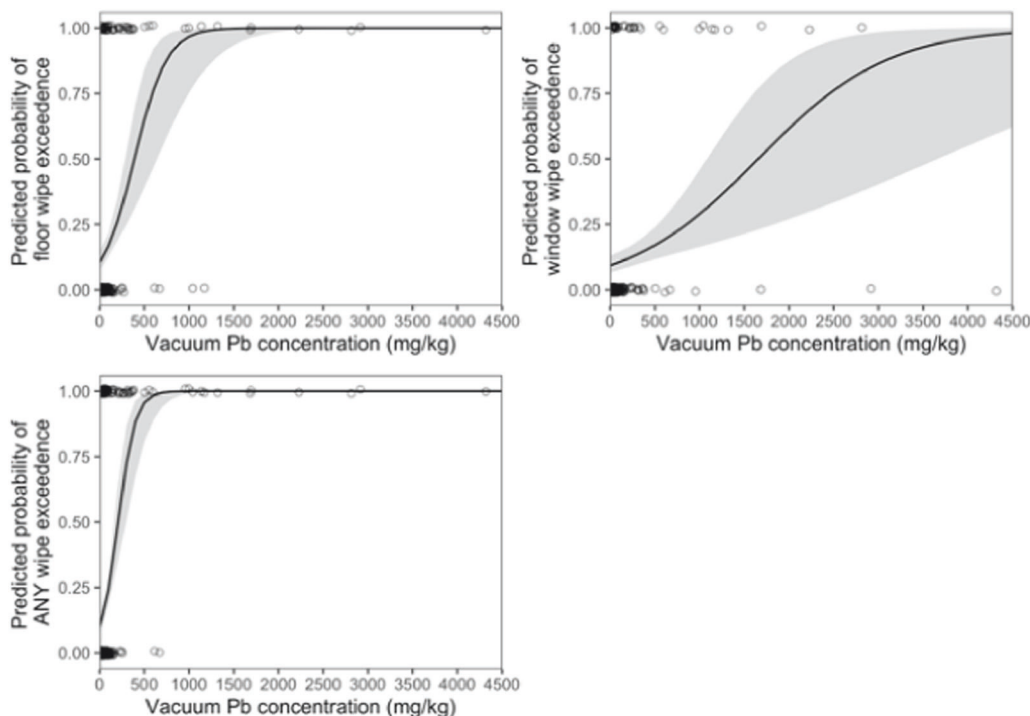 Predicted probability of
floor wipe exceedence
1.00
0.75
0.50
0.25
0.00
0 500 1000 1500 2000 2500 3000 3500 4000 4500
Vacuum Pb concentration (mg/kg)
Predicted probability of
window wipe exceedence
1.00
0.75
0.50
0.25
0.00
0 500 1000 1500 2000 2500 3000 3500 4000 4500
Vacuum Pb concentration (mg/kg)
Predicted probability of
ANY wipe exceedence
1.00
0.75
0.50
0.25
0.00
0 500 1000 1500 2000 2500 3000 3500 4000 4500
Vacuum Pb concentration (mg/kg)